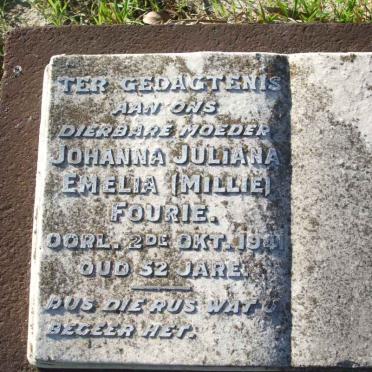 TER GEDAGTENIS
AAN ONS
DIERBARE MOEDER
JOHANNA JULIANA
EMELIA (MILLIE)
FOURIE.
OORL. 2DE OKT. 1941
OUD 52 JARE.
DUS DIE RUS WAT U
BEGEER HET.